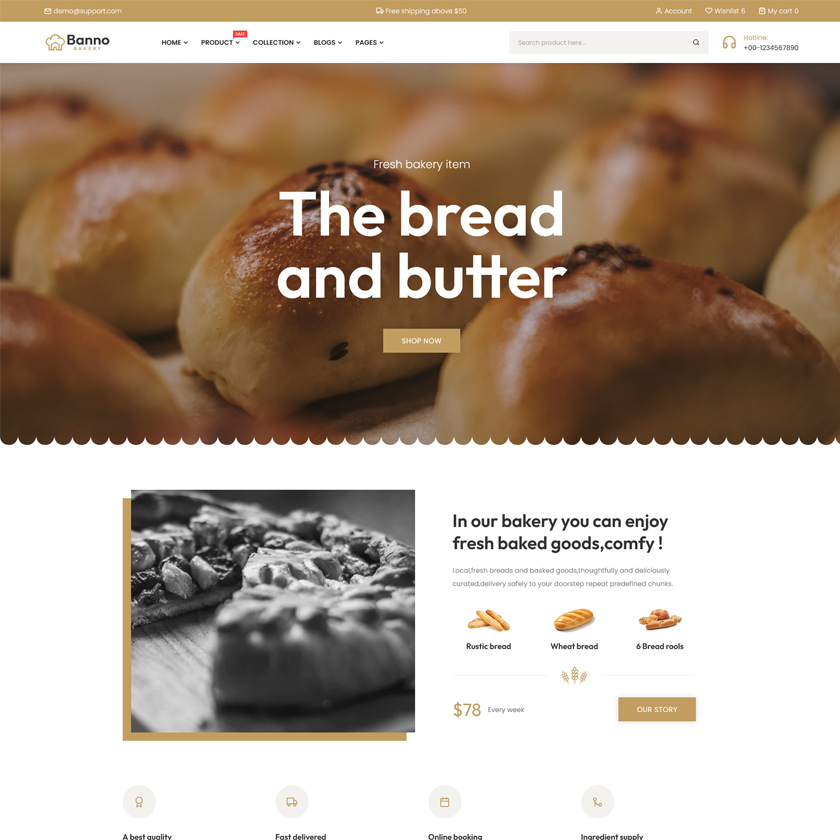 demo@support.com
Free shipping above $50
Account
Wishlist 6
My cart 0
Banno
BAKERY
HOME
PRODUCT
SALE
COLLECTION
BLOGS
PAGES
Search product here...
Hotline:
+00-1234567890
Fresh bakery item
The bread
and butter
SHOP NOW
In our bakery you can enjoy
fresh baked goods,comfy !
Local,fresh breads and basked goods,thoughtfully and deliciously
curated,delivery safely to your doorstep repeat predefined chunks.
Rustic bread
Wheat bread
6 Bread rools
$78 Every week
OUR STORY
A best quality
Fast delivered
Online booking
Ingredient supply